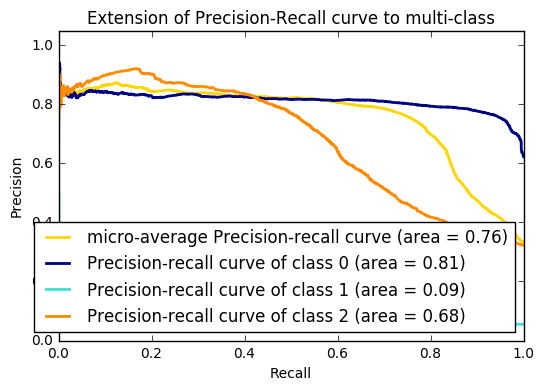 Extension of Precision-Recall curve to multi-class
1.0
0.8
0.6
0.0
Precision
micro-average Precision-recall curve (area = 0.76)
Precision-recall curve of class 0 (area = 0.81)
Precision-recall curve of class 1 (area = 0.09)
Precision-recall curve of class 2 (area = 0.68)
0.0 0.2 0.4 0.6 0.8 1.0
Recall